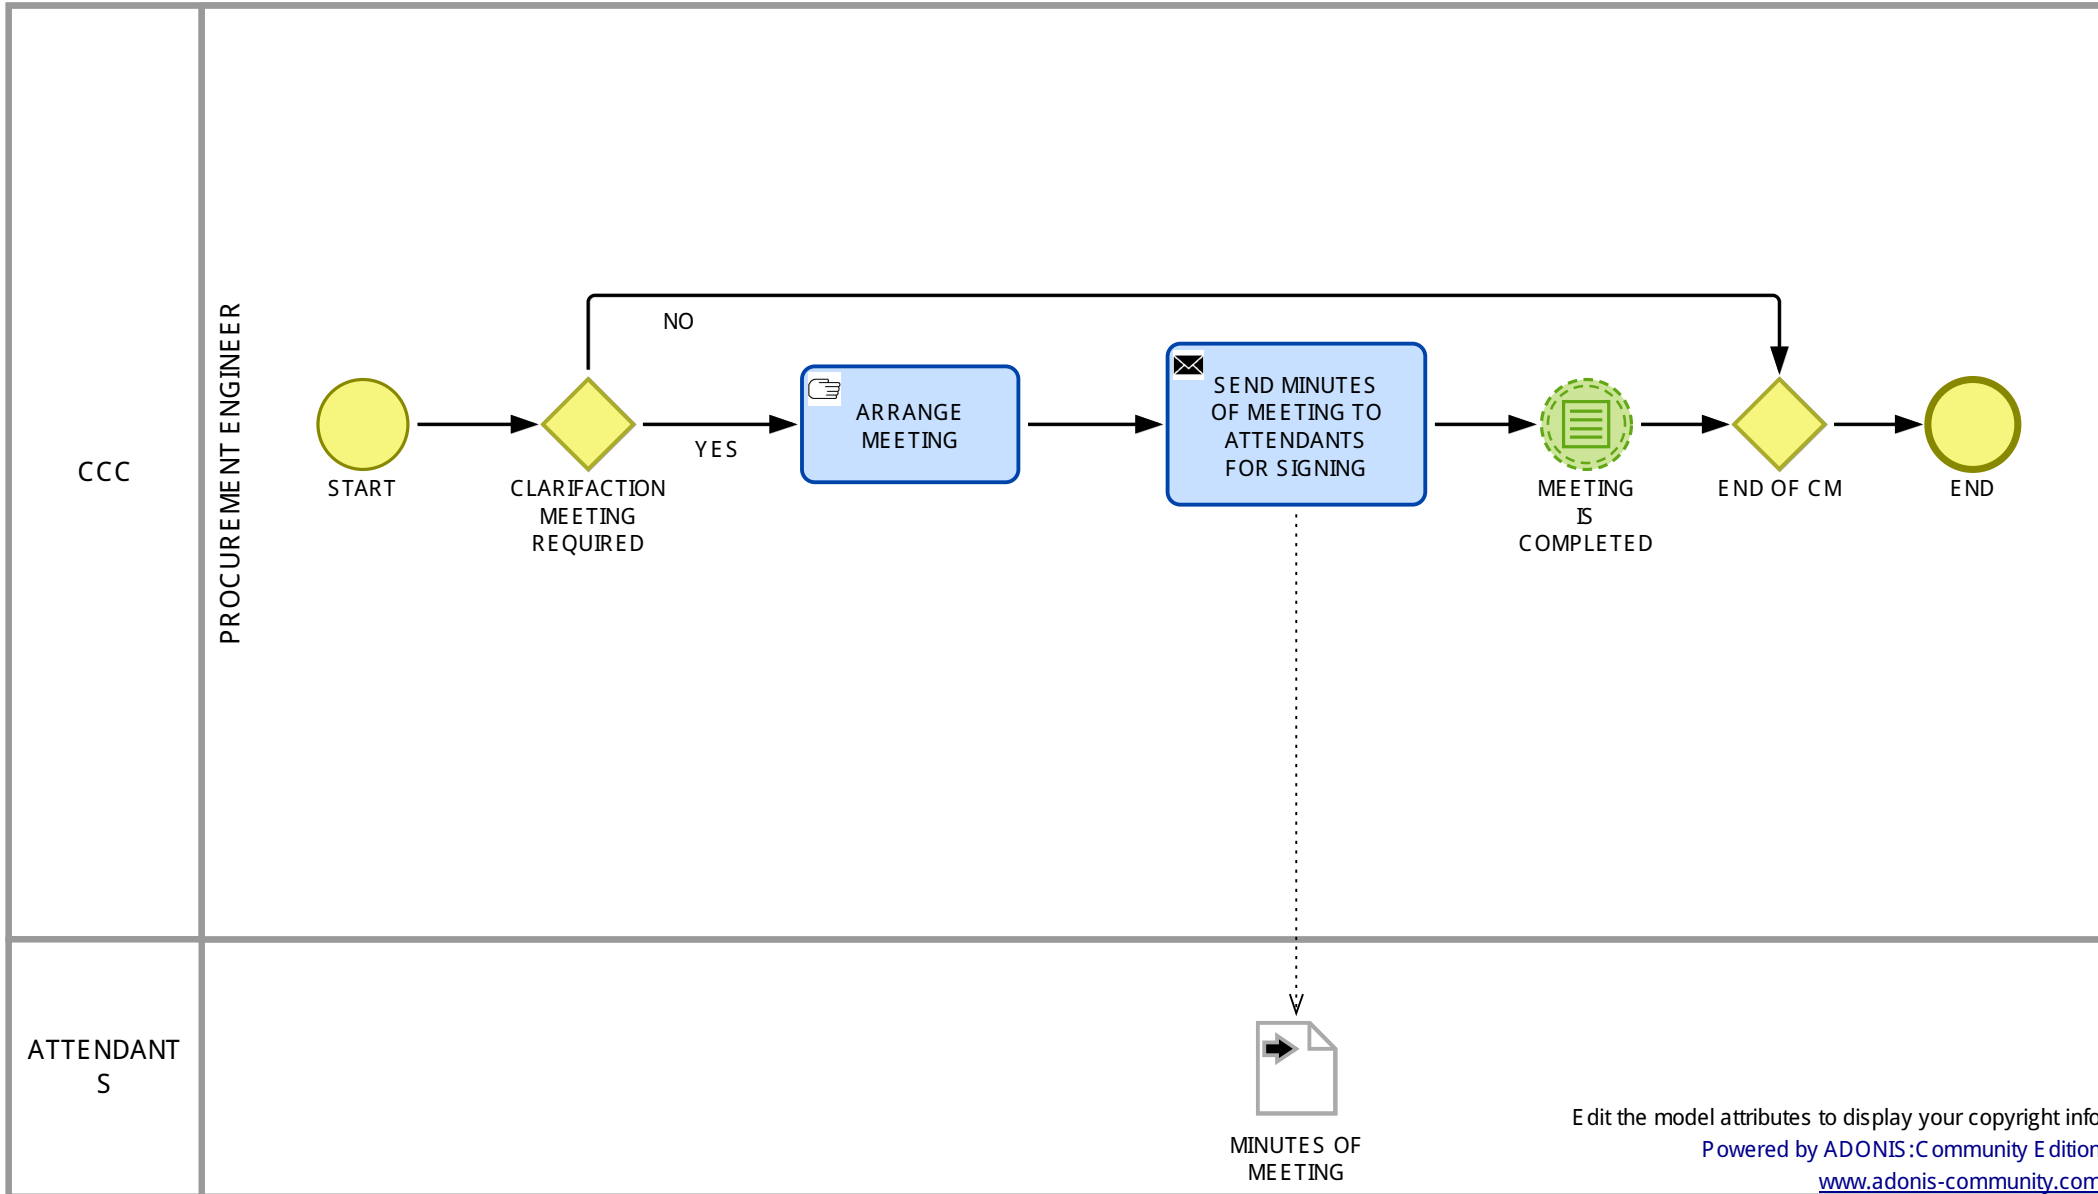 CCC
PROCUREMENT ENGINEER
START
CLARIFACTION
MEETING
REQUIRED
NO
YES
ARRANGE
MEETING
SEND MINUTES
OF MEETING TO
ATTENDANTS
FOR SIGNING
MEETING
IS
COMPLETED
END OF CM
END
ATTENDANT
S
MINUTES OF
MEETING
Edit the model attributes to display your copyright info
Powered by ADONIS:Community Edition
www.adonis-community.com